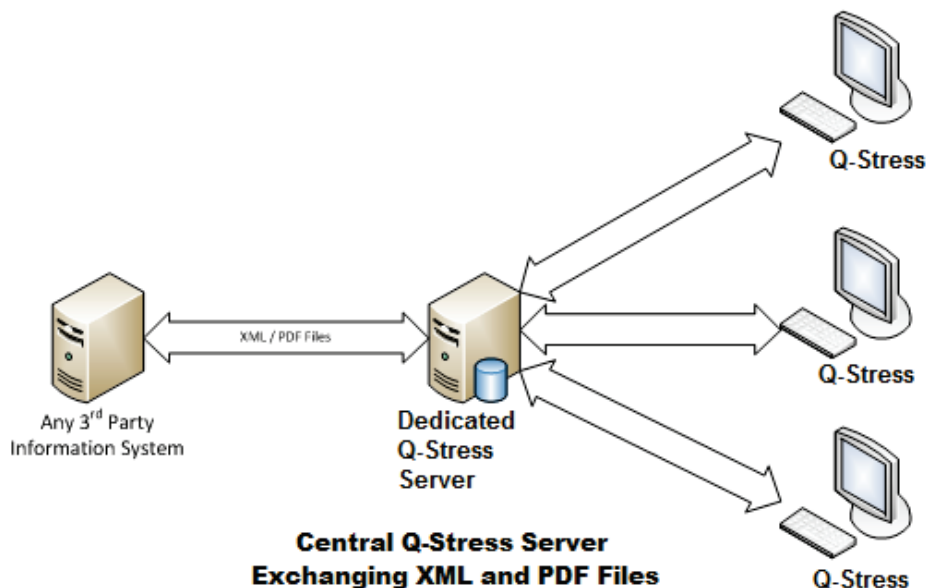 Q-Stress
XML / PDF Files
Q-Stress
Any 3rd Party
Information System
Dedicated
Q-Stress
Server
Central Q-Stress Server
Exchanging XML and PDF Files
Q-Stress